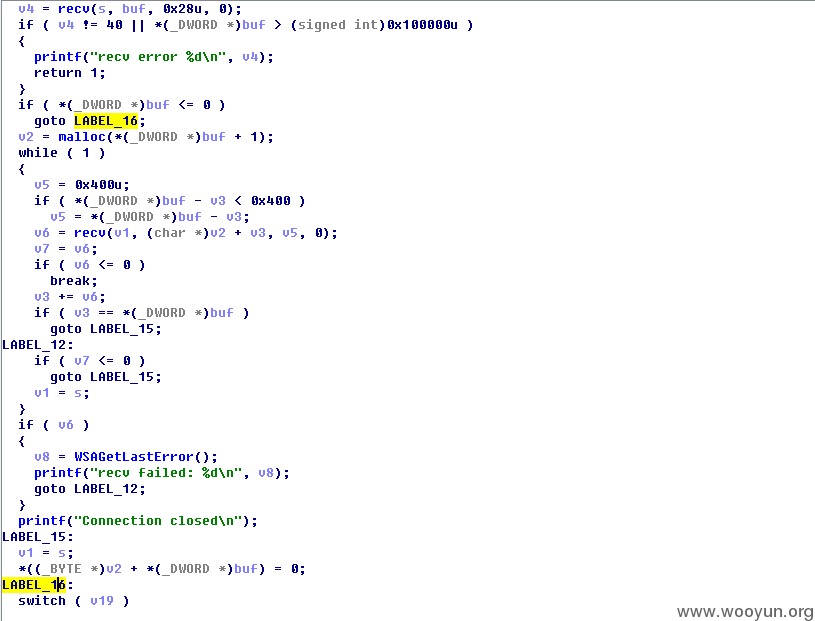 v4 = recv(s, buf, 0x28u, 0);
if ( v4 != 40 || *(_DWORD *)buf > (signed int)0x100000u )
{
printf("recv error %d\n", v4);
return 1;
}
if ( *(_DWORD *)buf <= 0 )
goto LABEL_16;
v2 = malloc(*(_DWORD *)buf + 1);
while ( 1 )
{
v5 = 0x400u;
if ( *(_DWORD *)buf - v3 < 0x400 )
v5 = *(_DWORD *)buf - v3;
v6 = recv(v1, (char *)v2 + v3, v5, 0);
v7 = v6;
if ( v6 <= 0 )
break;
v3 += v6;
if ( v3 == *(_DWORD *)buf )
goto LABEL_15;
LABEL_12:
if ( v7 <= 0 )
goto LABEL_15;
v1 = s;
}
if ( v6 )
{
v8 = WSAGetLastError();
printf("recv failed: %d\n", v8);
goto LABEL_12;
}
printf("Connection closed\n");
LABEL_15:
v1 = s;
*((_BYTE *)v2 + *(_DWORD *)buf) = 0;
LABEL_16:
switch ( v19 )
www.wooyun.org